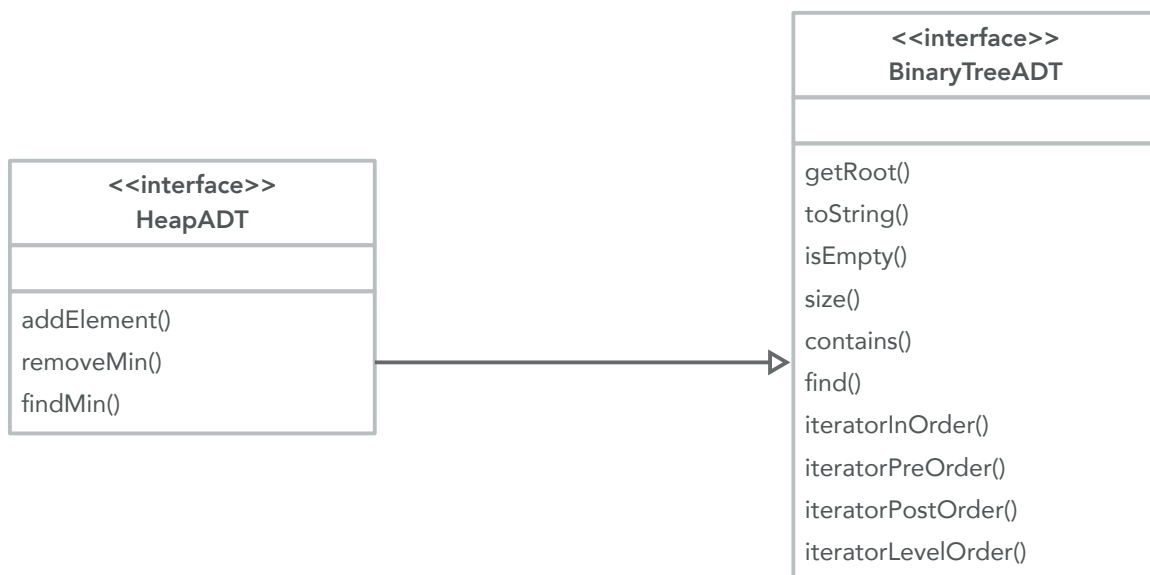 <<interface>>
HeapADT
addElement()
removeMin()
findMin()
<<interface>>
BinaryTreeADT
getRoot()
toString()
isEmpty()
size()
contains()
find()
iteratorInOrder()
iteratorPreOrder()
iteratorPostOrder()
iteratorLevelOrder()